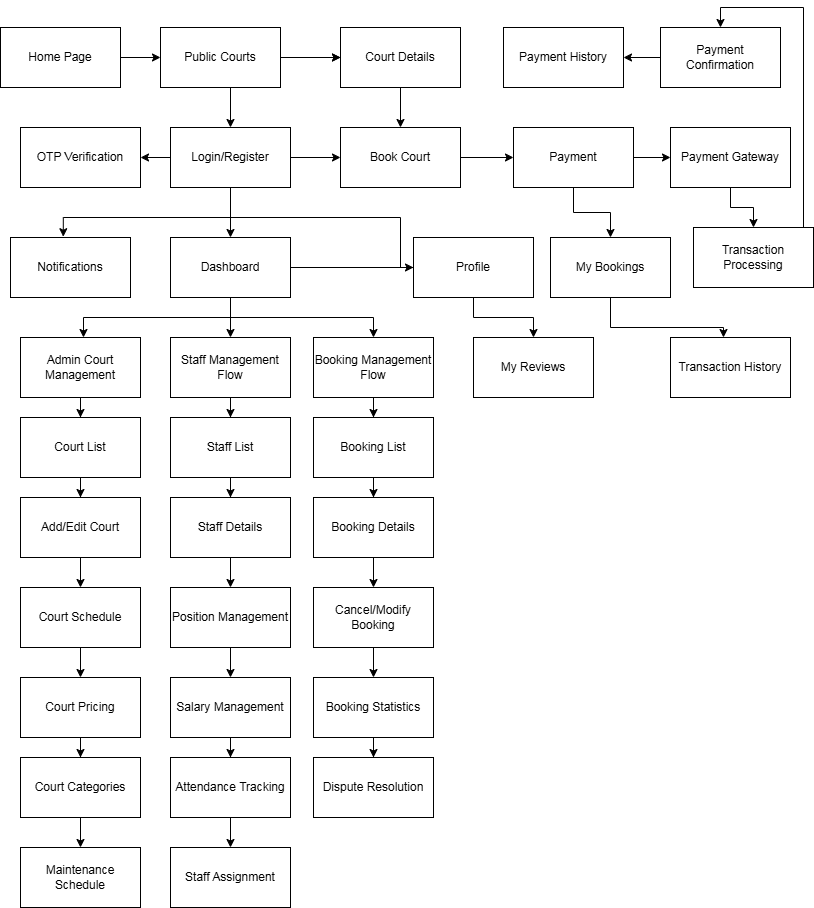 Home Page
Public Courts
Court Details
Payment History
Payment
Confirmation
OTP Verification
Login/Register
Book Court
Payment
Payment Gateway
Notifications
Dashboard
Profile
My Bookings
Transaction
Processing
Admin Court
Management
Staff Management
Flow
Booking Management
Flow
My Reviews
Transaction History
Court List
Staff List
Booking List
Add/Edit Court
Staff Details
Booking Details
Court Schedule
Position Management
Cancel/Modify
Booking
Court Pricing
Salary Management
Booking Statistics
Court Categories
Attendance Tracking
Dispute Resolution
Maintenance
Schedule
Staff Assignment